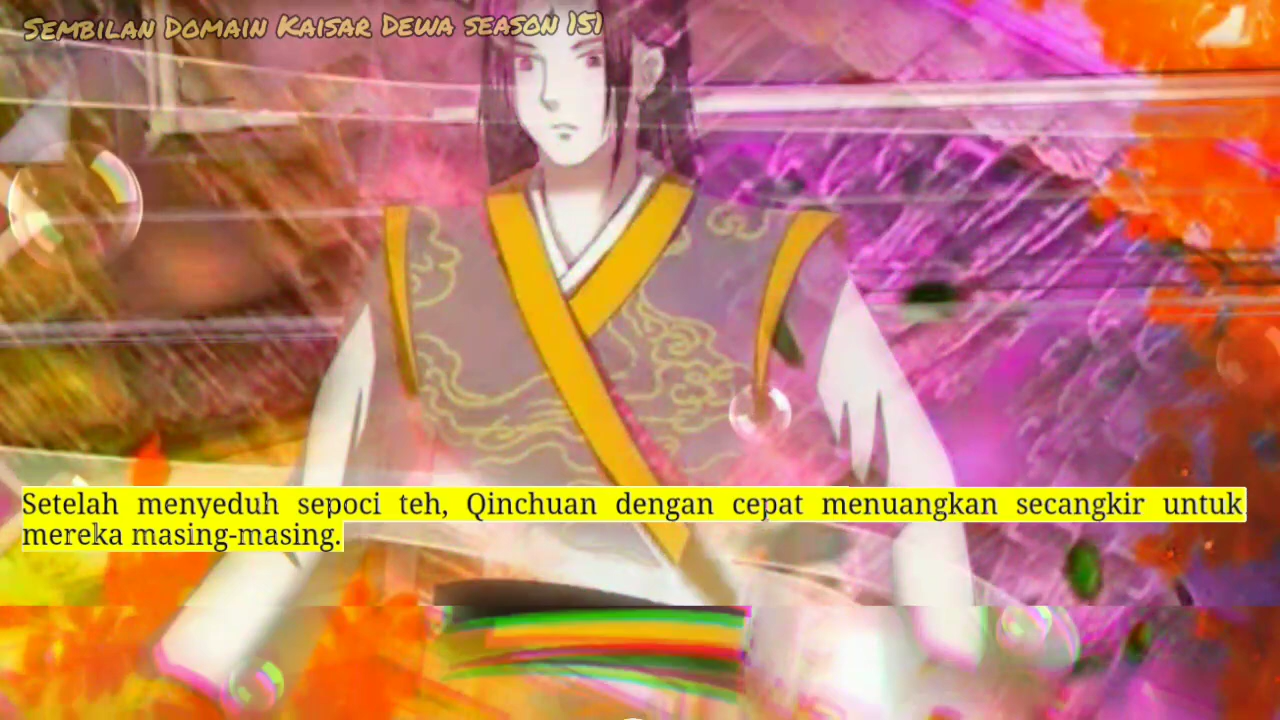 Sembilan Domain Kaisar Dewa season 151
Setelah menyeduh sepoci teh, Qinchuan dengan cepat menuangkan secangkir untuk
mereka masing-masing.